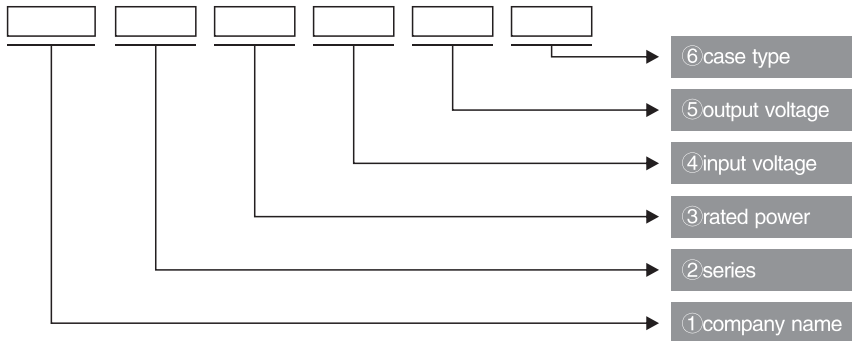 ⑥case type
⑤output voltage
④input voltage
③rated power
②series
①company name